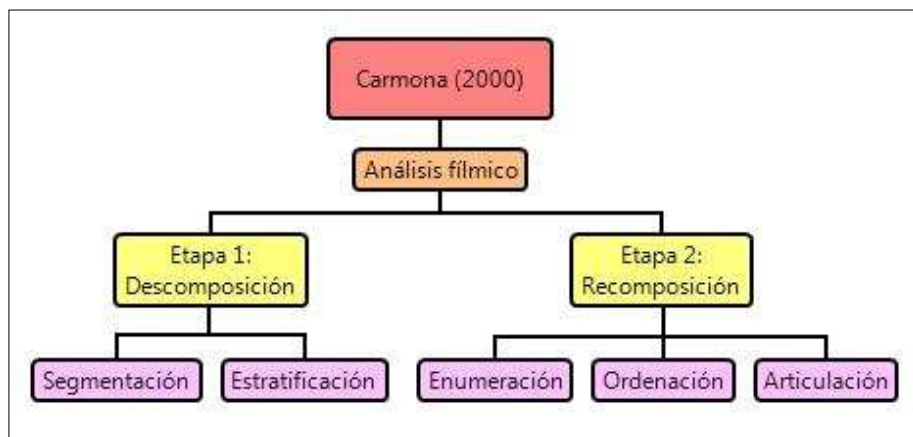 Carmona (2000)
Análisis fílmico
Etapa 1:
Descomposición
Etapa 2:
Recomposición
Segmentación
Estratificación
Enumeración
Ordenación
Articulación